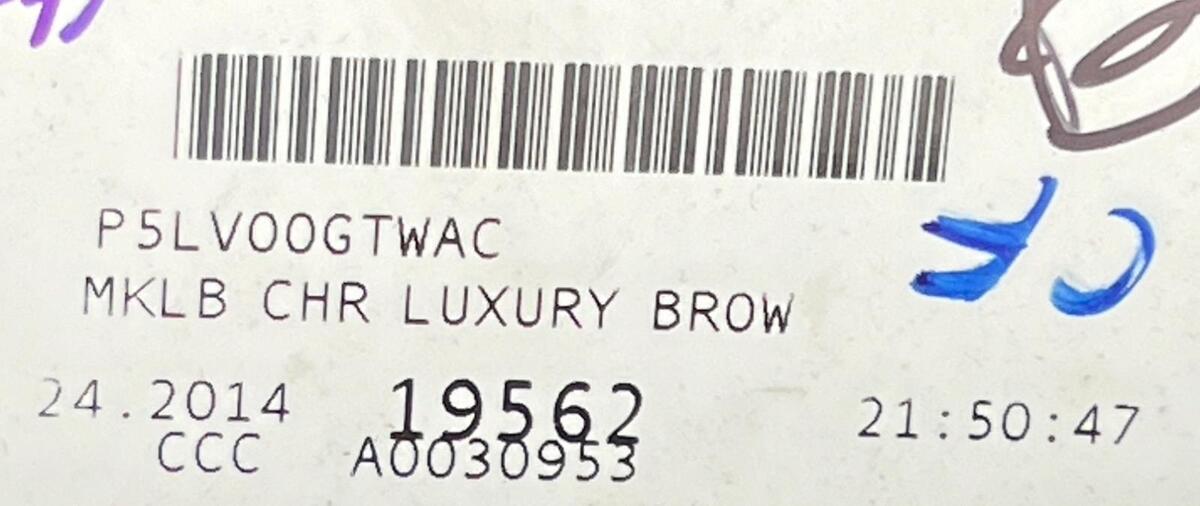 P5LV00GTWAC
MKLB CHR LUXURY BROW
24.2014 19562 21:50:47
CCC A0030953